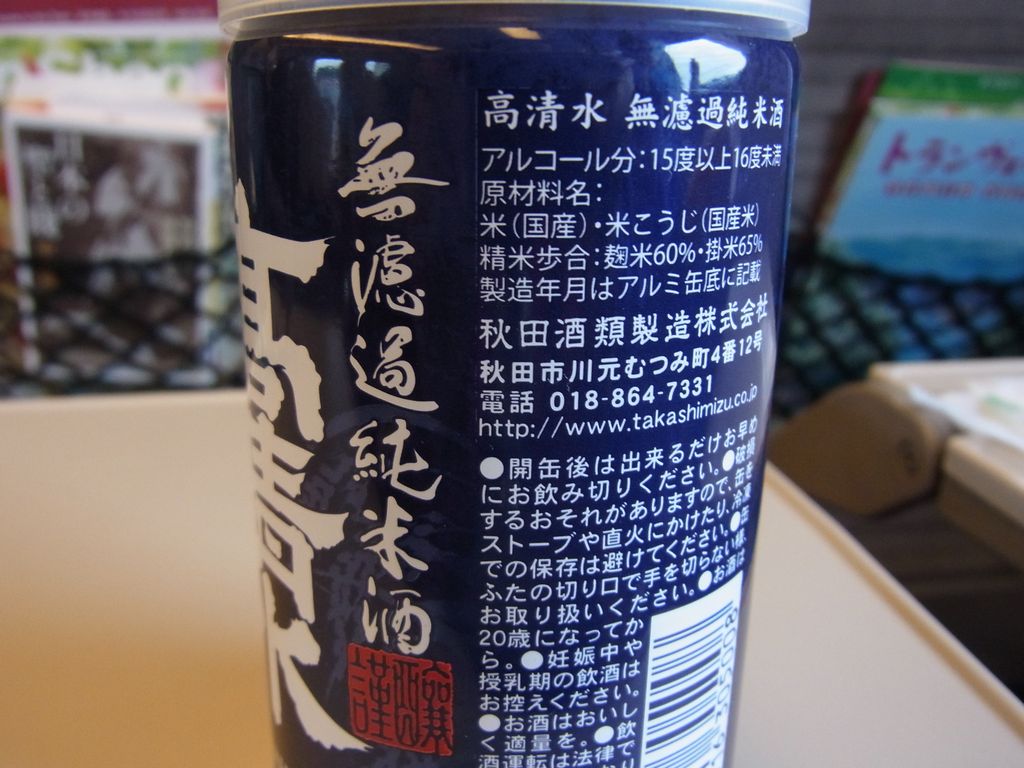 無濾過純米酒
謹醸
高清水 無濾過純米酒
アルコール分：15度以上16度未満
原材料名：
米（国産）・米こうじ（国産米）
精米歩合：麹米60%・掛米65%
製造年月はアルミ缶底に記載
秋田酒類製造株式会社
秋田市川元むつみ町4番12号
電話 018-864-7331
http://www.takashimizu.co.jp
●開缶後は出来るだけお早め
にお飲み切りください。●破損
するおそれがありますので、缶を
ストーブや直火にかけたり、冷凍
での保存は避けてください。●缶
ふたの切り口で手を切らない様、
お取り扱いください。●お酒は
20歳になってか
ら。●妊娠中や
授乳期の飲酒は
お控えください。
●お酒はおいし
く適量を。●飲
酒運転は法律で